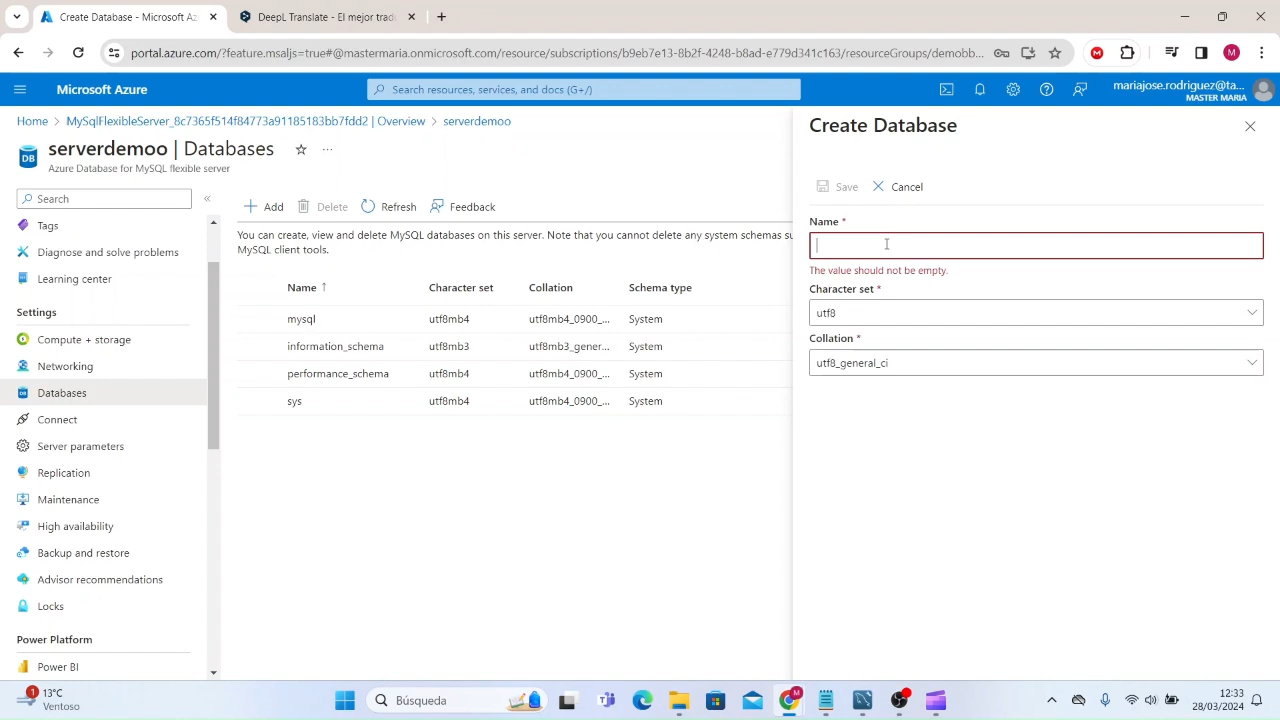 Create Database - Microsoft Az
DeepL Translate - El mejor trad
portal.azure.com/?feature.msaljs=true#@mastermaria.onmicrosoft.com/resource/subscriptions/b9eb7e13-8b2f-4248-b8ad-e779d341c163/resourceGroups/demobb...
M
Microsoft Azure
Search resources, services, and docs (G+/)
mariajose.rodriguez@ta...
MASTER MARIA
Home > MySqlFlexibleServer_8c7365f514f84773a91185183bb7fdd2 | Overview > serverdemoo
serverdemoo | Databases
Azure Database for MySQL flexible server
Search
Tags
Diagnose and solve problems
Learning center
Settings
Compute + storage
Networking
Databases
Connect
Server parameters
Replication
Maintenance
High availability
Backup and restore
Advisor recommendations
Locks
Power Platform
Power BI
Add Delete Refresh Feedback
You can create, view and delete MySQL databases on this server. Note that you cannot delete any system schemas su
MySQL client tools.
Name ↑ Character set Collation Schema type
mysql utf8mb4 utf8mb4_0900_... System
information_schema utf8mb3 utf8mb3_gener... System
performance_schema utf8mb4 utf8mb4_0900_... System
sys utf8mb4 utf8mb4_0900_... System
Create Database
Save Cancel
Name *
The value should not be empty.
Character set *
utf8
Collation *
utf8_general_ci
1
13°C
Ventoso
Búsqueda
12:33
28/03/2024